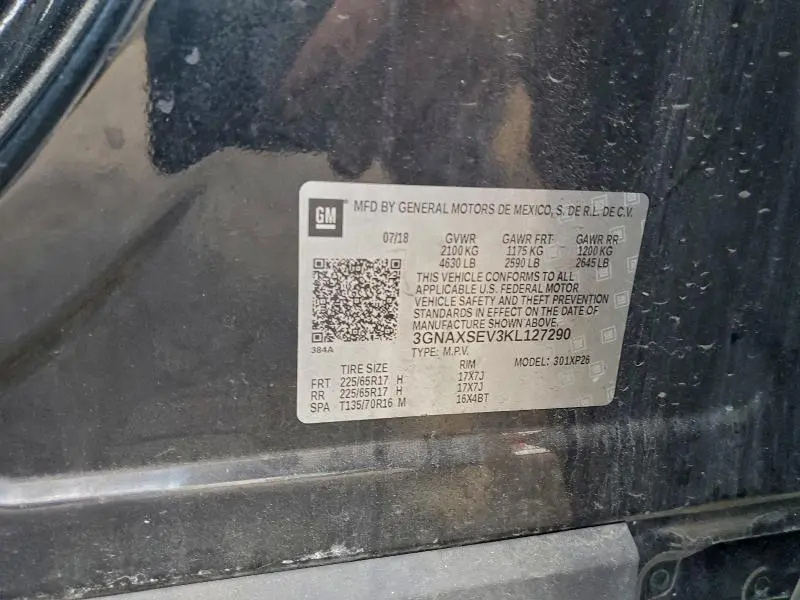 GM MFD BY GENERAL MOTORS DE MEXICO, S. DE R.L. DE C.V.
07/18 GVWR GAWR FRT GAWR RR
2100 KG 1175 KG 1200 KG
4630 LB 2590 LB 2645 LB
THIS VEHICLE CONFORMS TO ALL
APPLICABLE U.S. FEDERAL MOTOR
VEHICLE SAFETY AND THEFT PREVENTION
STANDARDS IN EFFECT ON THE DATE OF
MANUFACTURE SHOWN ABOVE.
3GNAXSEV3KL127290
384A
TYPE: M.P.V. MODEL: 301XP26
TIRE SIZE RIM
FRT 225/65R17 H 17X7J
RR 225/65R17 H 17X7J
SPA T135/70R16 M 16X4BT